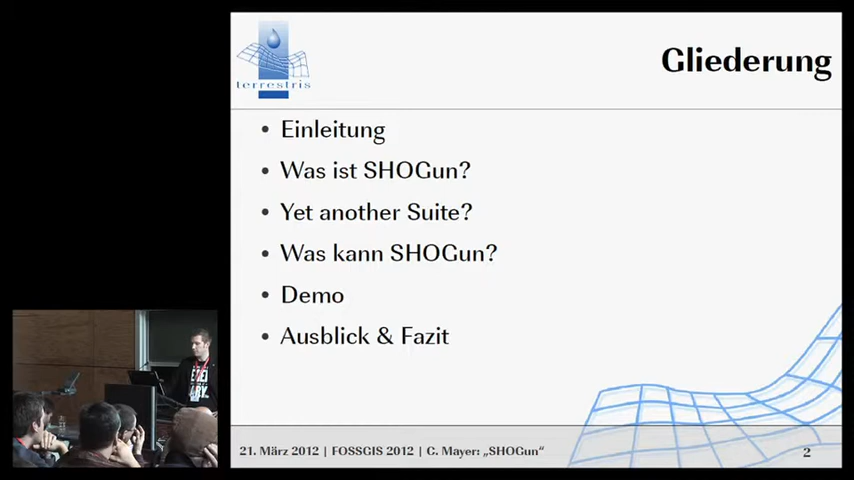 terrestris
Gliederung
• Einleitung
• Was ist SHOGun?
• Yet another Suite?
• Was kann SHOGun?
• Demo
• Ausblick & Fazit
21. März 2012 | FOSSGIS 2012 | C. Mayer: „SHOGun“
2